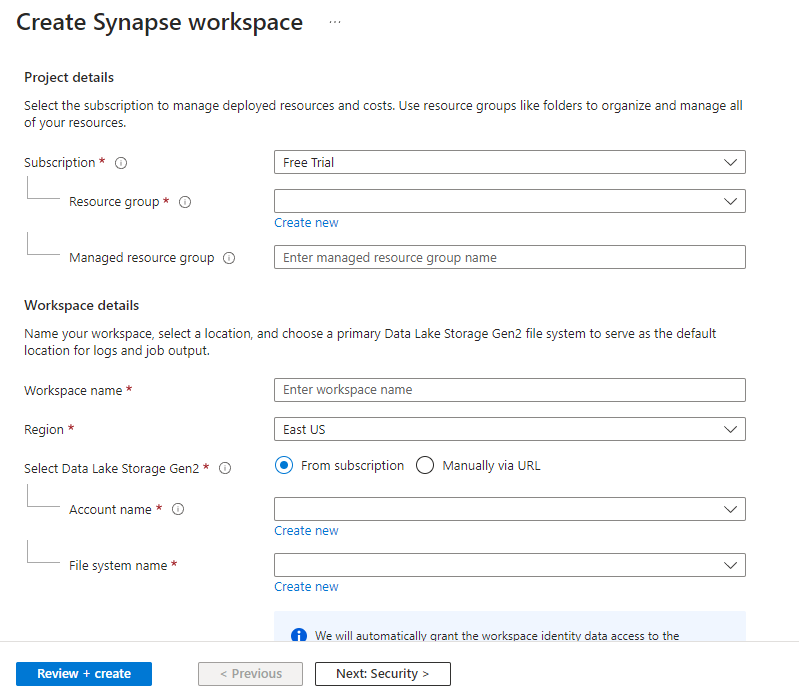 Create Synapse workspace ...
Project details
Select the subscription to manage deployed resources and costs. Use resource groups like folders to organize and manage all
of your resources.
Subscription * Free Trial
Resource group *
Create new
Managed resource group Enter managed resource group name
Workspace details
Name your workspace, select a location, and choose a primary Data Lake Storage Gen2 file system to serve as the default
location for logs and job output.
Workspace name * Enter workspace name
Region * East US
Select Data Lake Storage Gen2 * From subscription Manually via URL
Account name *
Create new
File system name *
Create new
We will automatically grant the workspace identity data access to the
Review + create < Previous Next: Security >